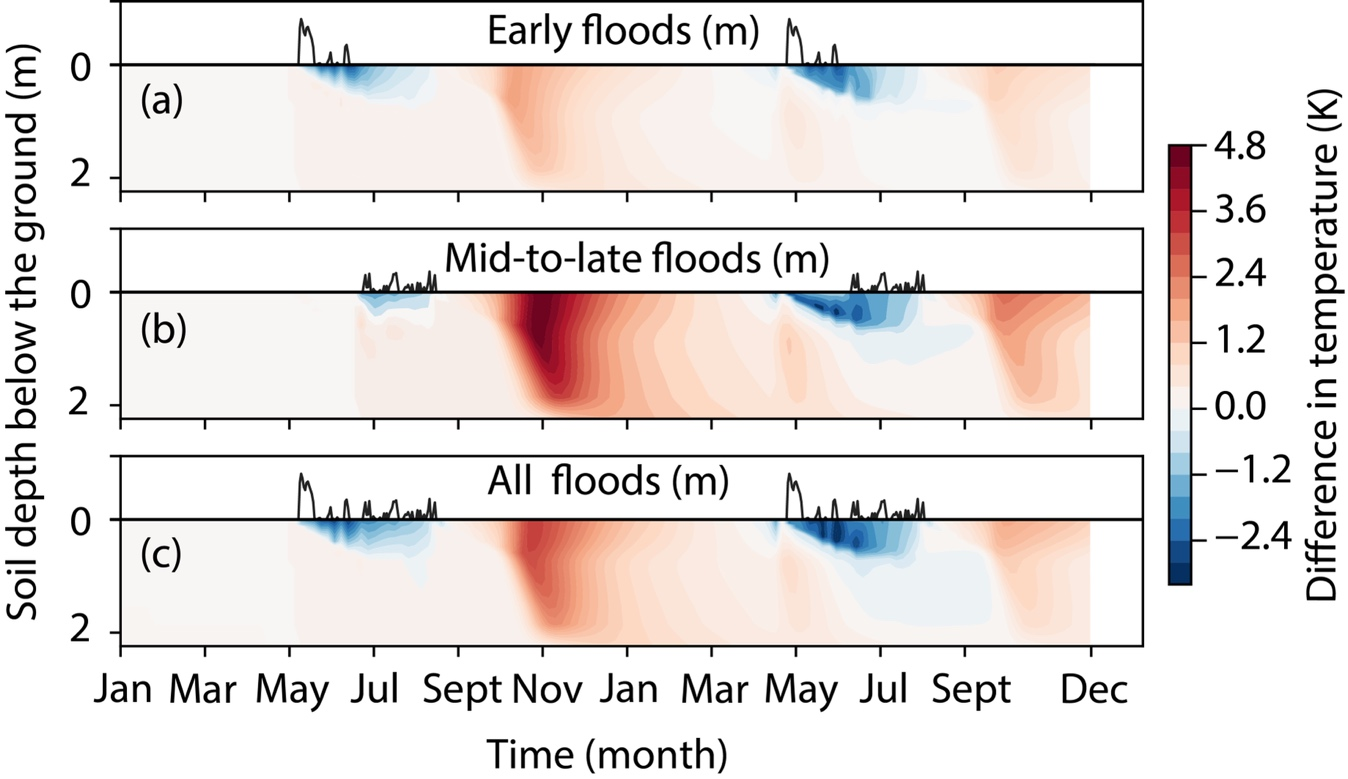 Soil depth below the ground (m)
Early floods (m)
0
(a)
2
Mid-to-late floods (m)
0
(b)
2
All floods (m)
0
(c)
2
Jan Mar May Jul Sept Nov Jan Mar May Jul Sept Dec
Time (month)
4.8
3.6
2.4
1.2
0.0
−1.2
−2.4
Difference in temperature (K)